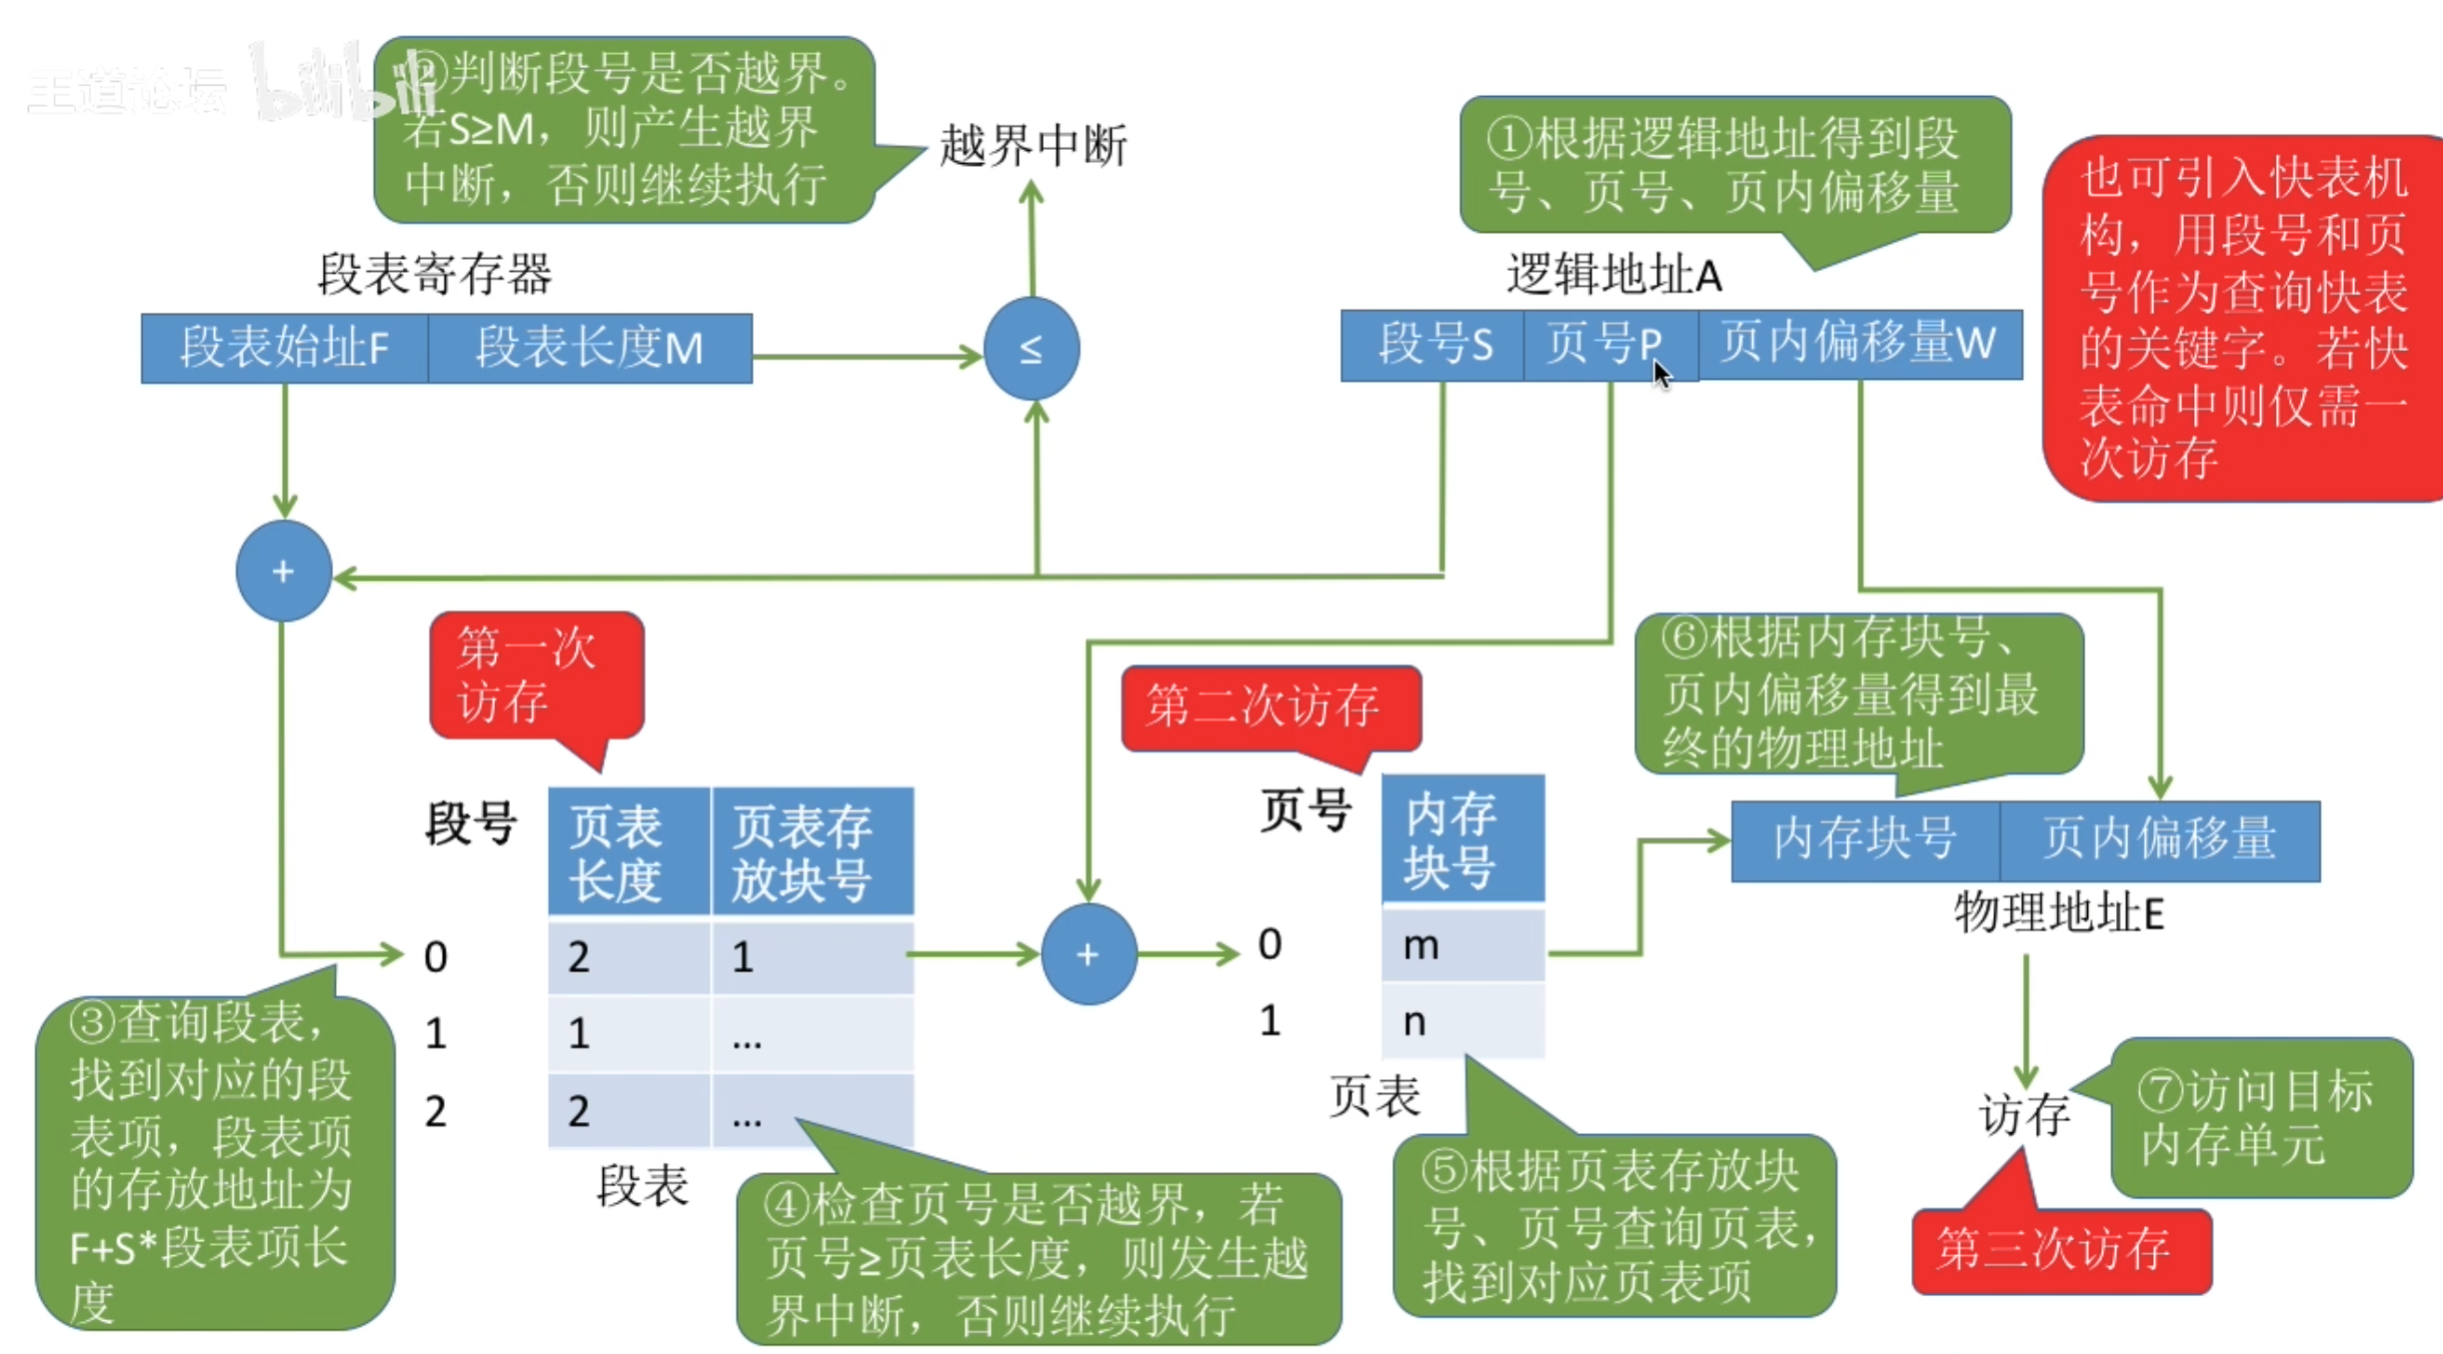 王道论坛 bilibili
②判断段号是否越界。
若S≥M，则产生越界
中断，否则继续执行
越界中断
①根据逻辑地址得到段
号、页号、页内偏移量
也可引入快表机
构，用段号和页
号作为查询快表
的关键字。若快
表命中则仅需一
次访存
段表寄存器
段表始址F 段表长度M
≤
逻辑地址A
段号S 页号P 页内偏移量W
+
第一次
访存
第二次访存
⑥根据内存块号、
页内偏移量得到最
终的物理地址
段号
页表
长度
页表存
放块号
0 2 1
1 1 ...
2 2 ...
段表
+
页号
内存
块号
0 m
1 n
页表
内存块号 页内偏移量
物理地址E
访存
③查询段表，
找到对应的段
表项，段表项
的存放地址为
F+S*段表项长
度
④检查页号是否越界，若
页号≥页表长度，则发生越
界中断，否则继续执行
⑤根据页表存放块
号、页号查询页表，
找到对应页表项
⑦访问目标
内存单元
第三次访存